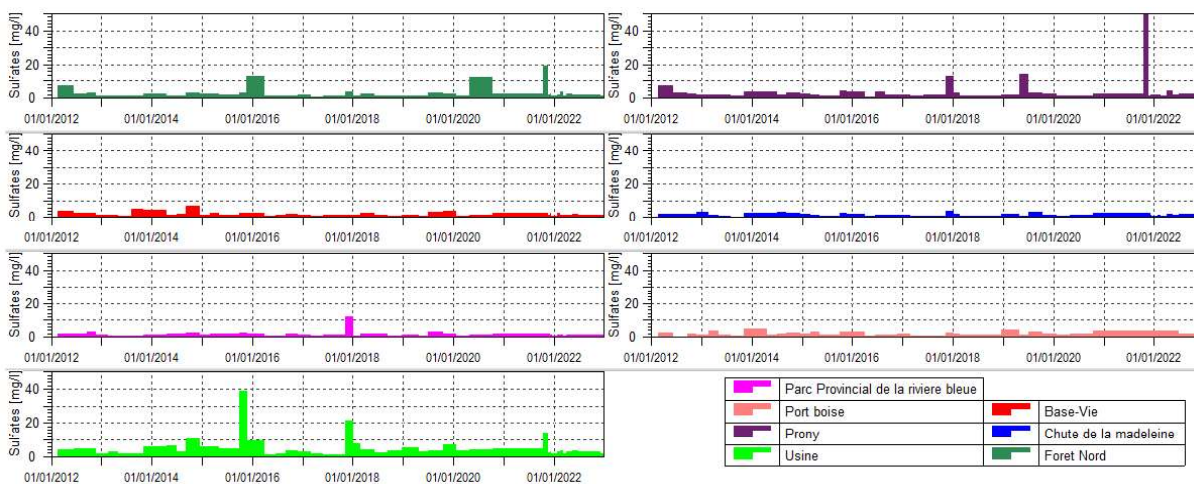 Sulfates [mg/l]
40
20
0
01/01/2012 01/01/2014 01/01/2016 01/01/2018 01/01/2020 01/01/2022
Sulfates [mg/l]
40
20
0
01/01/2012 01/01/2014 01/01/2016 01/01/2018 01/01/2020 01/01/2022
Sulfates [mg/l]
40
20
0
01/01/2012 01/01/2014 01/01/2016 01/01/2018 01/01/2020 01/01/2022
Sulfates [mg/l]
40
20
0
01/01/2012 01/01/2014 01/01/2016 01/01/2018 01/01/2020 01/01/2022
Sulfates [mg/l]
40
20
0
01/01/2012 01/01/2014 01/01/2016 01/01/2018 01/01/2020 01/01/2022
Sulfates [mg/l]
40
20
0
01/01/2012 01/01/2014 01/01/2016 01/01/2018 01/01/2020 01/01/2022
Sulfates [mg/l]
40
20
0
01/01/2012 01/01/2014 01/01/2016 01/01/2018 01/01/2020 01/01/2022
Parc Provincial de la riviere bleue
Port boise Base-Vie
Prony Chute de la madeleine
Usine Foret Nord